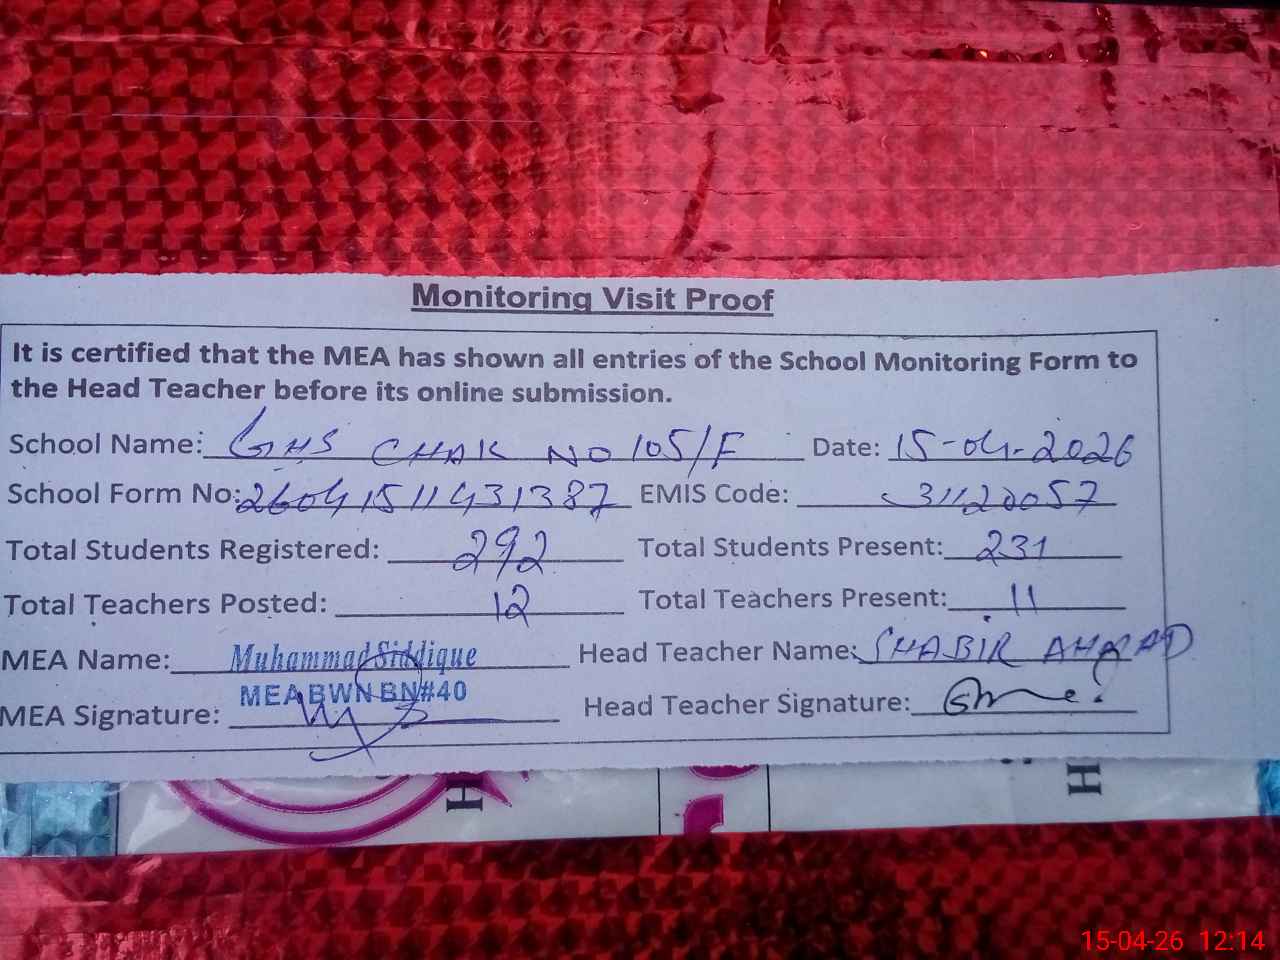 Monitoring Visit Proof
It is certified that the MEA has shown all entries of the School Monitoring Form to
the Head Teacher before its online submission.
School Name: GHS CHAK NO 105/F Date: 15-04-2026
School Form No: 26041511431387 EMIS Code: 31120057
Total Students Registered: 292 Total Students Present: 231
Total Teachers Posted: 12 Total Teachers Present: 11
MEA Name: Muhammad Siddique Head Teacher Name: SHABIR AHMAD
MEA BWN BN#40
MEA Signature: Head Teacher Signature:
H
H
15-04-26 12:14